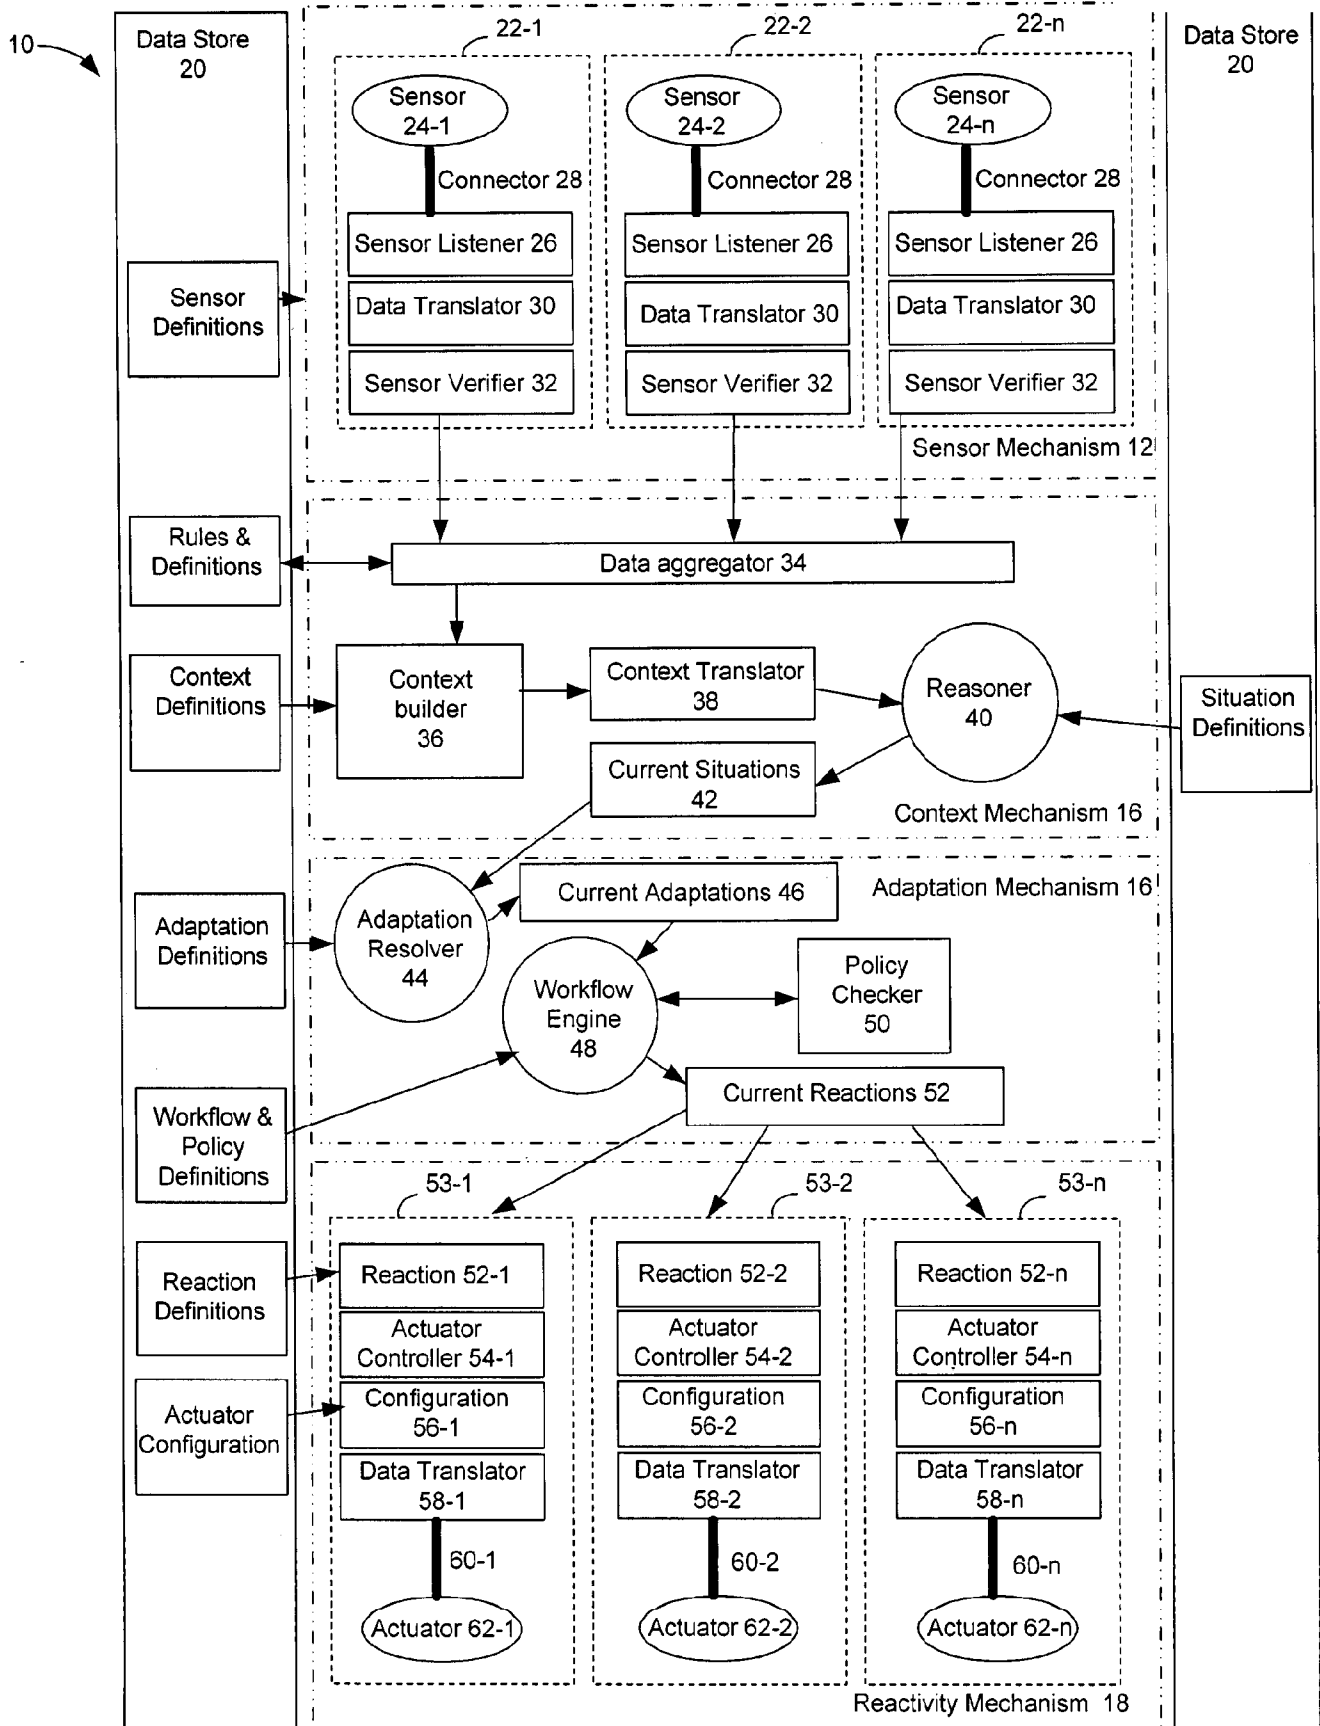 10
Data Store
20
22-1
22-2
22-n
Data Store
20
Sensor
24-1
Sensor
24-2
Sensor
24-n
Connector 28
Connector 28
Connector 28
Sensor Listener 26
Sensor Listener 26
Sensor Listener 26
Data Translator 30
Data Translator 30
Data Translator 30
Sensor Verifier 32
Sensor Verifier 32
Sensor Verifier 32
Sensor Mechanism 12
Sensor
Definitions
Rules &
Definitions
Data aggregator 34
Context
Definitions
Context
builder
36
Context Translator
38
Reasoner
40
Situation
Definitions
Current Situations
42
Context Mechanism 16
Adaptation Mechanism 16
Adaptation
Definitions
Adaptation
Resolver
44
Current Adaptations 46
Workflow
Engine
48
Policy
Checker
50
Current Reactions 52
Workflow &
Policy
Definitions
53-1
53-2
53-n
Reaction
Definitions
Reaction 52-1
Reaction 52-2
Reaction 52-n
Actuator
Controller 54-1
Actuator
Controller 54-2
Actuator
Controller 54-n
Actuator
Configuration
Configuration
56-1
Configuration
56-2
Configuration
56-n
Data Translator
58-1
Data Translator
58-2
Data Translator
58-n
60-1
60-2
60-n
Actuator 62-1
Actuator 62-2
Actuator 62-n
Reactivity Mechanism 18